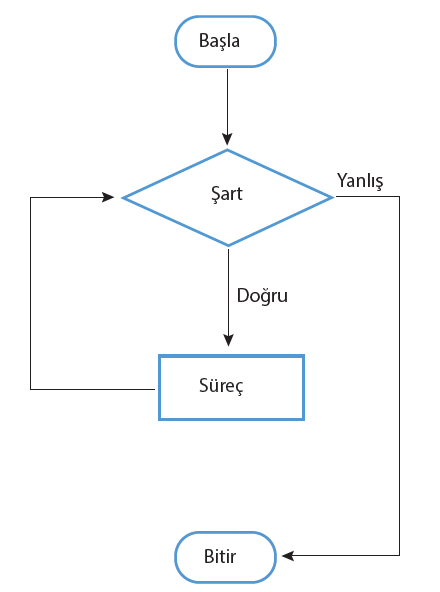 Başla
Şart
Yanlış
Doğru
Süreç
Bitir